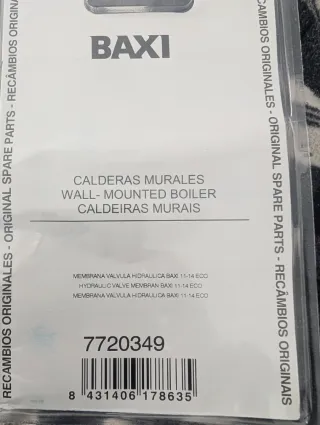 BAXI
CALDERAS MURALES
WALL- MOUNTED BOILER
CALDEIRAS MURAIS
MEMBRANA VALVULA HIDRAULICA BAXI 11-14 ECO
HYDRAULIC VALVE MEMBRAN BAXI 11-14 ECO
MEMBRANA VALVULA HIDRAULICA BAXI 11-14 ECO
7720349
8 431406 178635
RECAMBIOS ORIGINALES - ORIGINAL SPARE PARTS - RECÂMBIOS
RECAMBIOS ORIGINALES - ORIGINAL SPARE PARTS - RECÂMBIOS ORIGINAIS